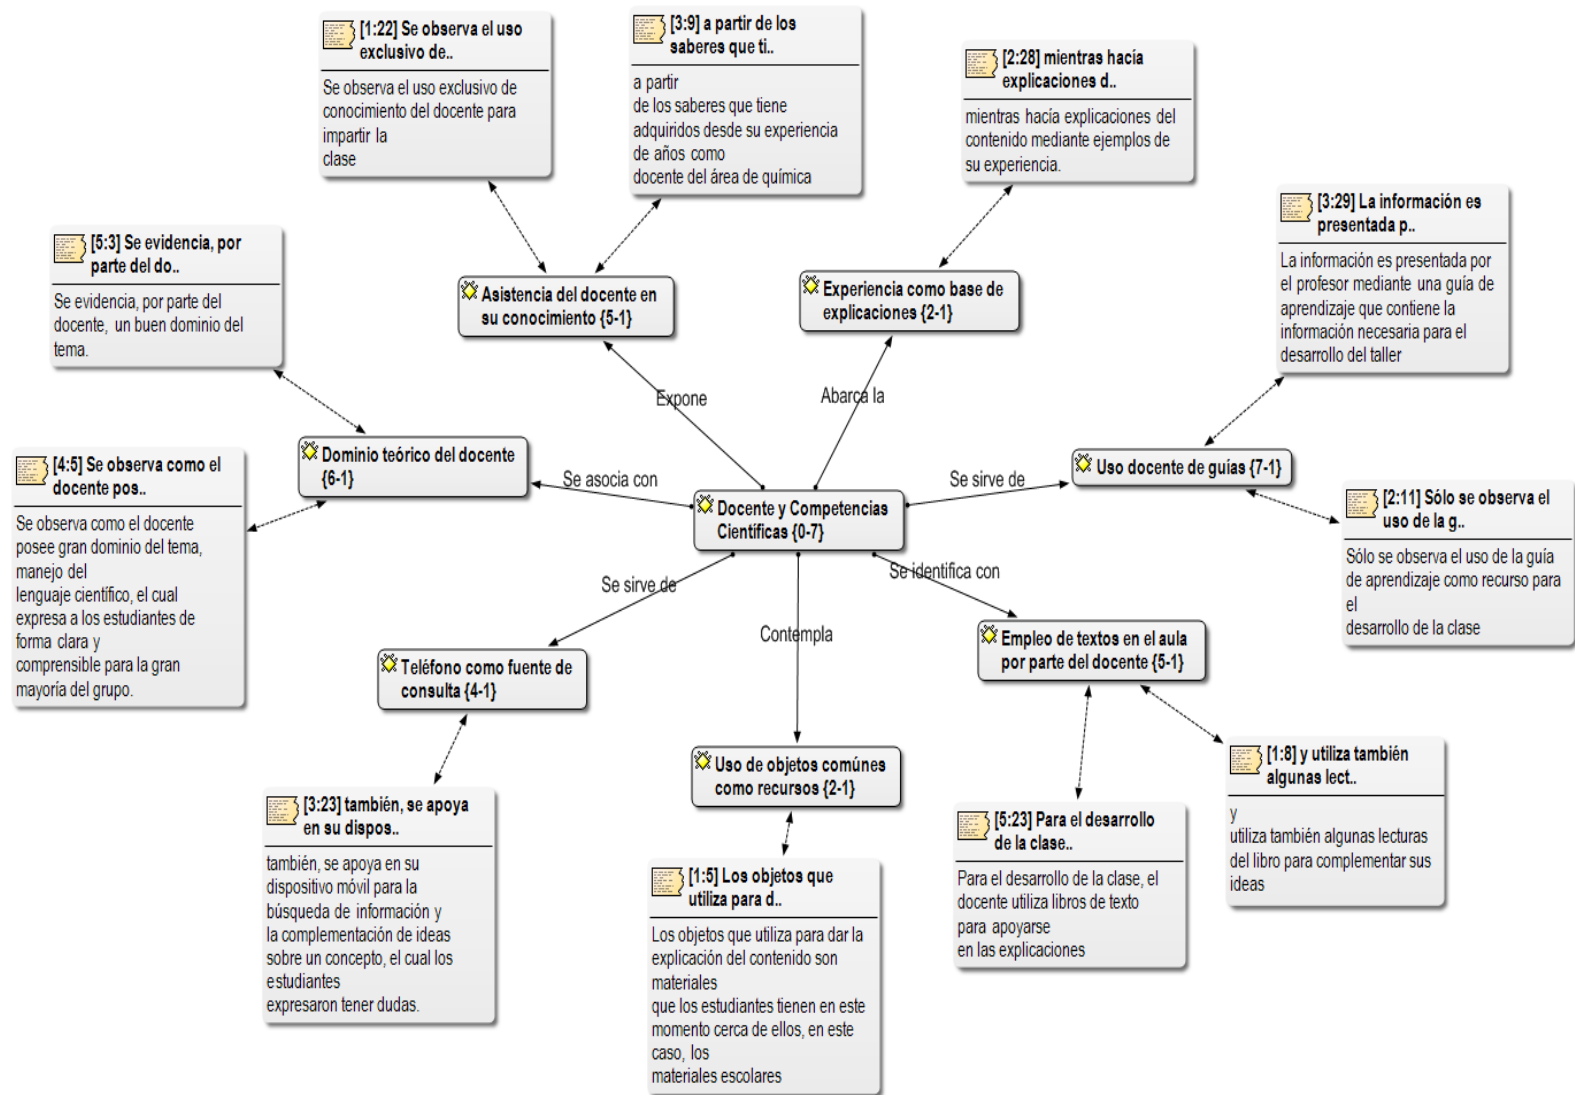 [1:22] Se observa el uso
exclusivo de..
Se observa el uso exclusivo de
conocimiento del docente para
impartir la
clase
[3:9] a partir de los
saberes que ti..
a partir
de los saberes que tiene
adquiridos desde su experiencia
de años como
docente del área de química
[2:28] mientras hacía
explicaciones d..
mientras hacía explicaciones del
contenido mediante ejemplos de
su experiencia.
[3:29] La información es
presentada p..
La información es presentada por
el profesor mediante una guía de
aprendizaje que contiene la
información necesaria para el
desarrollo del taller
[5:3] Se evidencia, por
parte del do..
Se evidencia, por parte del
docente, un buen dominio del
tema.
Asistencia del docente en
su conocimiento {5-1}
Experiencia como base de
explicaciones {2-1}
Expone
Abarca la
Dominio teórico del docente
{6-1}
Se asocia con
Se sirve de
Uso docente de guías {7-1}
[4:5] Se observa como el
docente pos..
Se observa como el docente
posee gran dominio del tema,
manejo del
lenguaje científico, el cual
expresa a los estudiantes de
forma clara y
comprensible para la gran
mayoría del grupo.
Docente y Competencias
Científicas {0-7}
[2:11] Sólo se observa el
uso de la g..
Sólo se observa el uso de la guía
de aprendizaje como recurso para
el
desarrollo de la clase
Se sirve de
Contempla
Se identifica con
Teléfono como fuente de
consulta {4-1}
Empleo de textos en el aula
por parte del docente {5-1}
Uso de objetos comúnes
como recursos {2-1}
[3:23] también, se apoya
en su dispos..
también, se apoya en su
dispositivo móvil para la
búsqueda de información y
la complementación de ideas
sobre un concepto, el cual los
estudiantes
expresaron tener dudas.
[1:5] Los objetos que
utiliza para d..
Los objetos que utiliza para dar la
explicación del contenido son
materiales
que los estudiantes tienen en este
momento cerca de ellos, en este
caso, los
materiales escolares
[5:23] Para el desarrollo
de la clase..
Para el desarrollo de la clase, el
docente utiliza libros de texto
para apoyarse
en las explicaciones
[1:8] y utiliza también
algunas lect..
y
utiliza también algunas lecturas
del libro para complementar sus
ideas